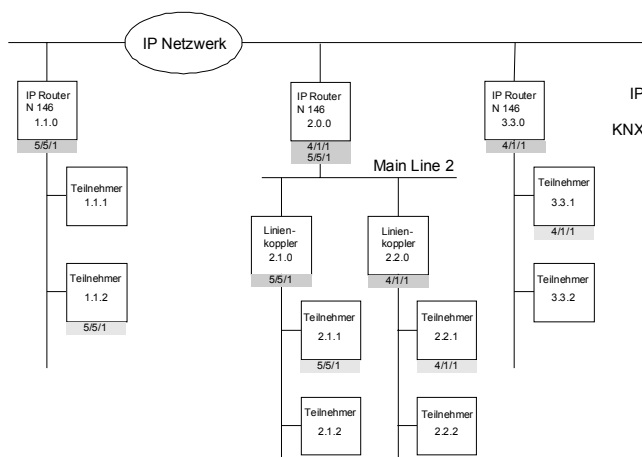 IP Netzwerk
IP Router
N 146
1.1.0
5/5/1
IP Router
N 146
2.0.0
4/1/1
5/5/1
IP Router
N 146
3.3.0
4/1/1
IP
KNX
Main Line 2
Teilnehmer
1.1.1
Teilnehmer
1.1.2
5/5/1
Linien-
koppler
2.1.0
5/5/1
Linien-
koppler
2.2.0
4/1/1
Teilnehmer
3.3.1
4/1/1
Teilnehmer
3.3.2
Teilnehmer
2.1.1
5/5/1
Teilnehmer
2.2.1
4/1/1
Teilnehmer
2.1.2
Teilnehmer
2.2.2